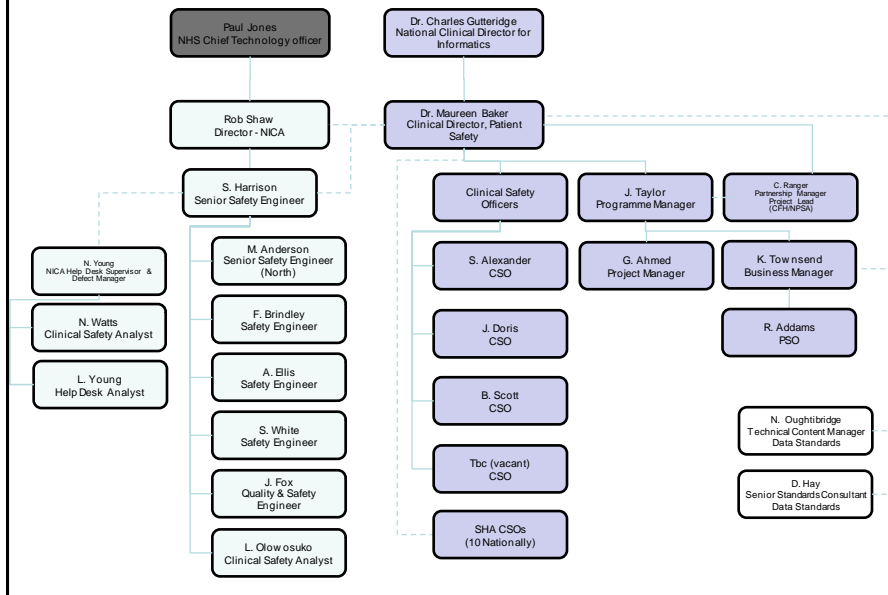 Paul Jones
NHS Chief Technology officer
Dr. Charles Gutteridge
National Clinical Director for
Informatics
Rob Shaw
Director - NICA
Dr. Maureen Baker
Clinical Director, Patient
Safety
S. Harrison
Senior Safety Engineer
Clinical Safety
Officers
J. Taylor
Programme Manager
C. Ranger
Partnership Manager
Project Lead
(CFH/NPSA)
N. Young
NICA Help Desk Supervisor &
Defect Manager
M. Anderson
Senior Safety Engineer
(North)
S. Alexander
CSO
G. Ahmed
Project Manager
K. Townsend
Business Manager
N. Watts
Clinical Safety Analyst
F. Brindley
Safety Engineer
J. Doris
CSO
R. Addams
PSO
L. Young
Help Desk Analyst
A. Ellis
Safety Engineer
B. Scott
CSO
S. White
Safety Engineer
N. Oughtibridge
Technical Content Manager
Data Standards
J. Fox
Quality & Safety
Engineer
Tbc (vacant)
CSO
D. Hay
Senior Standards Consultant
Data Standards
L. Olowosuko
Clinical Safety Analyst
SHA CSOs
(10 Nationally)